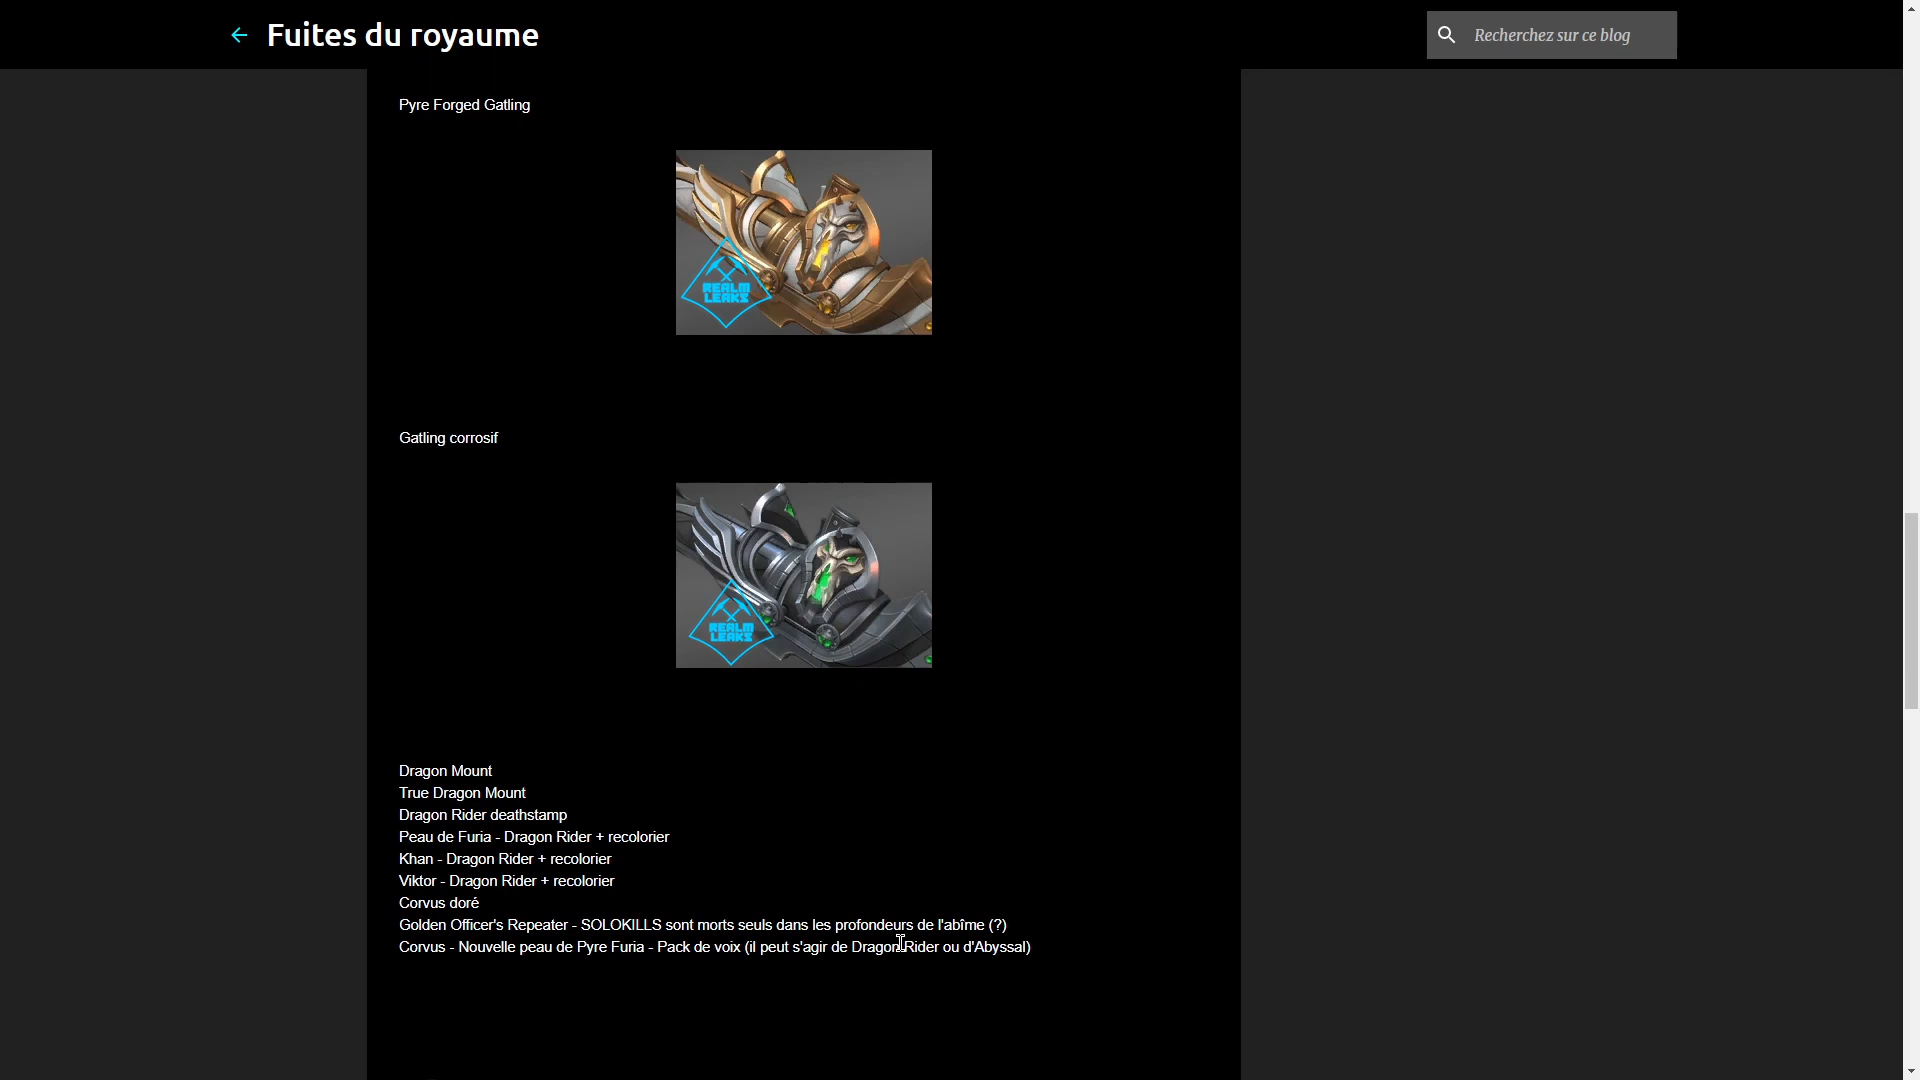 Fuites du royaume
Recherchez sur ce blog
Pyre Forged Gatling
REALM
LEAKS
Gatling corrosif
REALM
LEAKS
Dragon Mount
True Dragon Mount
Dragon Rider deathstamp
Peau de Furia - Dragon Rider + recolorier
Khan - Dragon Rider + recolorier
Viktor - Dragon Rider + recolorier
Corvus doré
Golden Officer's Repeater - SOLOKILLS sont morts seuls dans les profondeurs de l'abîme (?)
Corvus - Nouvelle peau de Pyre Furia - Pack de voix (il peut s'agir de Dragon Rider ou d'Abyssal)